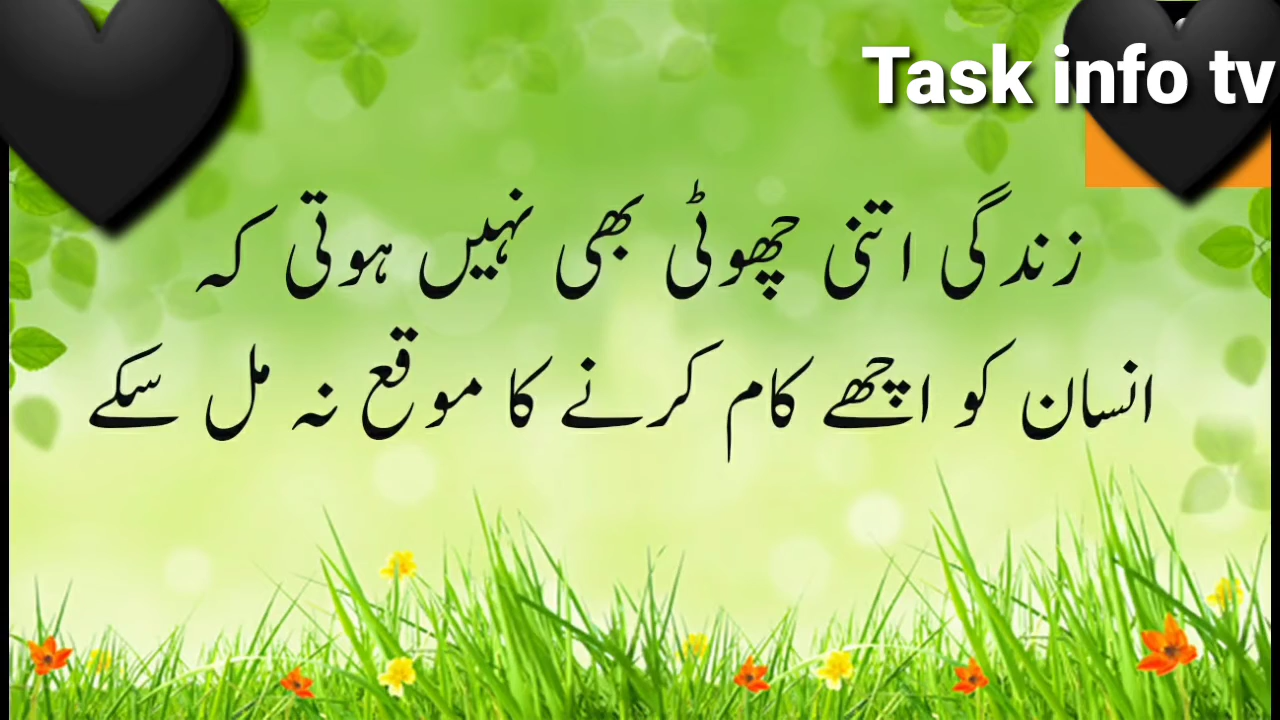 Task info tv
زندگی اتنی چھوٹی بھی نہیں ہوتی کہ
انسان کو اچھے کام کرنے کا موقع نہ مل سکے